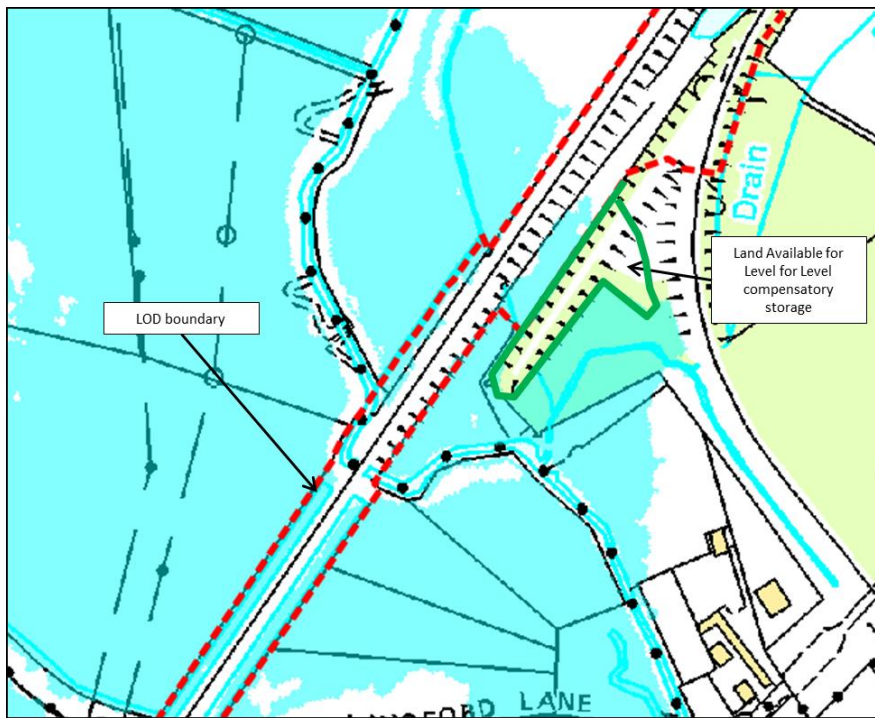 Drain
Land Available for
Level for Level
compensatory
storage
LOD boundary
LANE